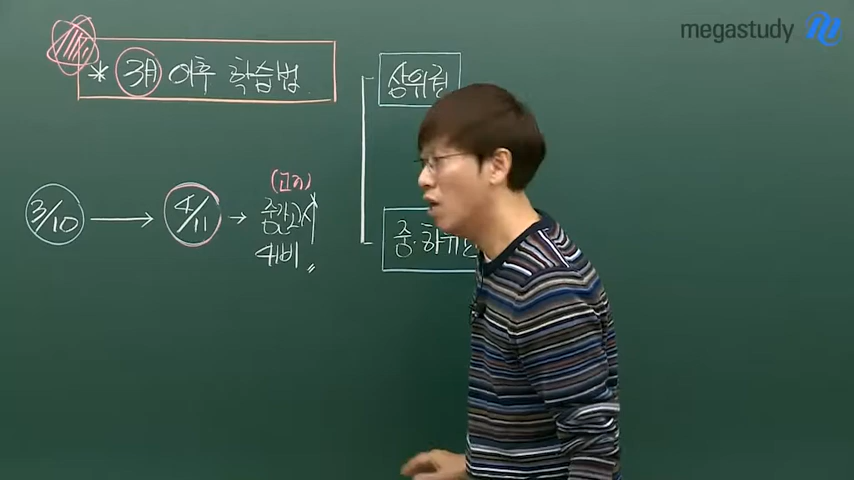 megastudy
* 3月 이후 학습법
상위권
3/10 → 4/11 → 중간고사
(고3)
대비
중·하위권